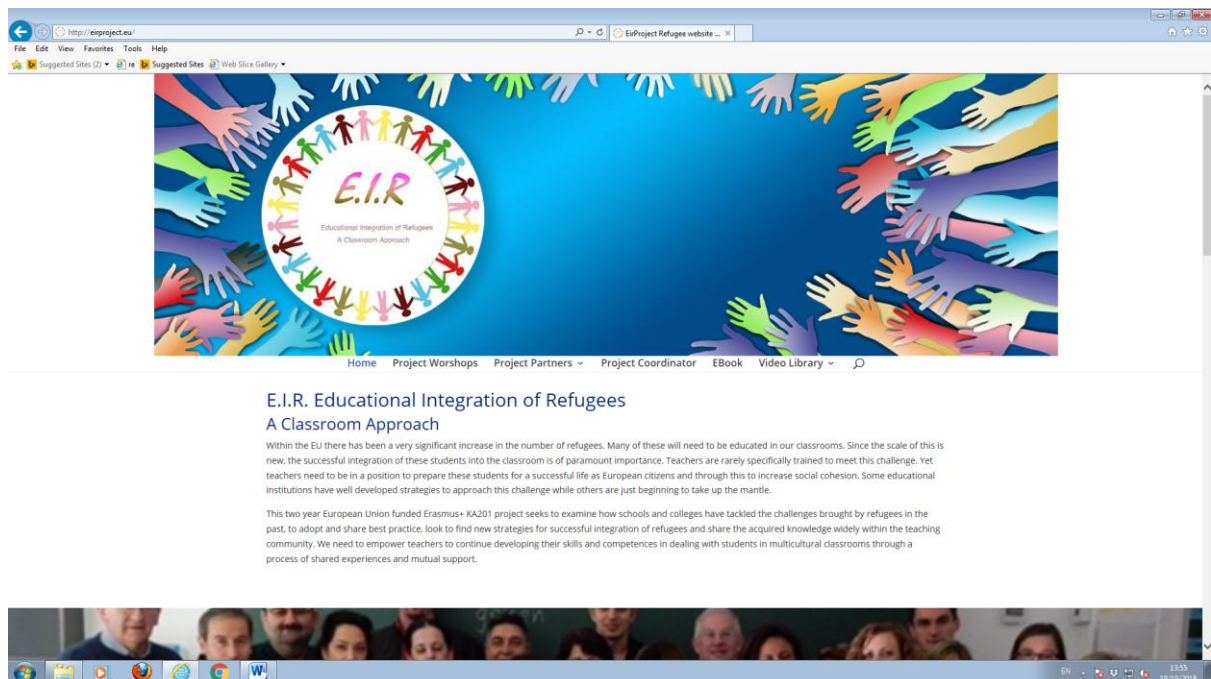 http://eirproject.eu/
EirProject Refugee website ...
File Edit View Favorites Tools Help
Suggested Sites (2) re Suggested Sites Web Slice Gallery
E.I.R
Educational Integration of Refugees
A Classroom Approach
Home Project Worshops Project Partners Project Coordinator EBook Video Library
E.I.R. Educational Integration of Refugees
A Classroom Approach
Within the EU there has been a very significant increase in the number of refugees. Many of these will need to be educated in our classrooms. Since the scale of this is
new, the successful integration of these students into the classroom is of paramount importance. Teachers are rarely specifically trained to meet this challenge. Yet
teachers need to be in a position to prepare these students for a successful life as European citizens and through this to increase social cohesion. Some educational
institutions have well developed strategies to approach this challenge while others are just beginning to take up the mantle.
This two year European Union funded Erasmus+ KA201 project seeks to examine how schools and colleges have tackled the challenges brought by refugees in the
past, to adopt and share best practice, look to find new strategies for successful integration of refugees and share the acquired knowledge widely within the teaching
community. We need to empower teachers to continue developing their skills and competences in dealing with students in multicultural classrooms through a
process of shared experiences and mutual support.
EN 13:55